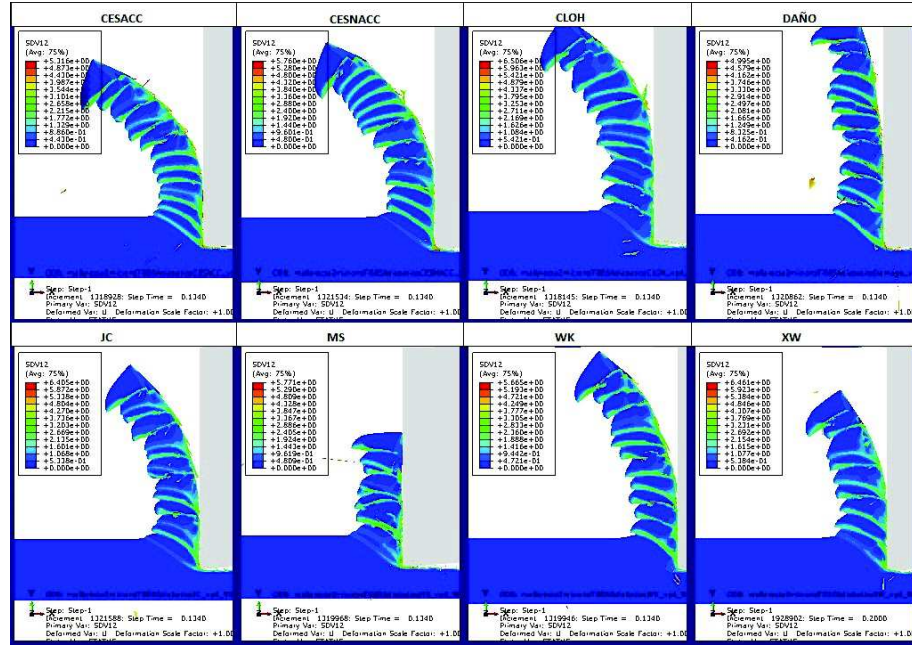 CESACC
SDV12
(Avg: 75%)
+5.316e+00
+4.873e+00
+4.430e+00
+3.987e+00
+3.544e+00
+3.101e+00
+2.658e+00
+2.215e+00
+1.772e+00
+1.329e+00
+8.860e-01
+4.430e-01
+0.000e+00
Step: Step-1
Increment 1318928: Step Time = 0.1340
Primary Var: SDV12
Deformed Var: U Deformation Scale Factor: +1.00
CESNACC
SDV12
(Avg: 75%)
+5.760e+00
+5.280e+00
+4.800e+00
+4.320e+00
+3.840e+00
+3.360e+00
+2.880e+00
+2.400e+00
+1.920e+00
+1.440e+00
+9.601e-01
+4.800e-01
+0.000e+00
Step: Step-1
Increment 1321534: Step Time = 0.1340
Primary Var: SDV12
Deformed Var: U Deformation Scale Factor: +1.00
CLOH
SDV12
(Avg: 75%)
+6.506e+00
+5.963e+00
+5.421e+00
+4.879e+00
+4.337e+00
+3.795e+00
+3.253e+00
+2.711e+00
+2.169e+00
+1.626e+00
+1.084e+00
+5.421e-01
+0.000e+00
Step: Step-1
Increment 1318145: Step Time = 0.1340
Primary Var: SDV12
Deformed Var: U Deformation Scale Factor: +1.00
DAÑO
SDV12
(Avg: 75%)
+4.995e+00
+4.579e+00
+4.162e+00
+3.746e+00
+3.330e+00
+2.914e+00
+2.497e+00
+2.081e+00
+1.665e+00
+1.249e+00
+8.325e-01
+4.162e-01
+0.000e+00
Step: Step-1
Increment 1320862: Step Time = 0.1340
Primary Var: SDV12
Deformed Var: U Deformation Scale Factor: +1.00
JC
SDV12
(Avg: 75%)
+6.405e+00
+5.872e+00
+5.338e+00
+4.804e+00
+4.270e+00
+3.736e+00
+3.203e+00
+2.669e+00
+2.135e+00
+1.601e+00
+1.068e+00
+5.338e-01
+0.000e+00
Step: Step-1
Increment 1321588: Step Time = 0.1340
Primary Var: SDV12
Deformed Var: U Deformation Scale Factor: +1.00
MS
SDV12
(Avg: 75%)
+5.771e+00
+5.290e+00
+4.809e+00
+4.328e+00
+3.847e+00
+3.367e+00
+2.886e+00
+2.405e+00
+1.924e+00
+1.443e+00
+9.619e-01
+4.809e-01
+0.000e+00
Step: Step-1
Increment 1319968: Step Time = 0.1340
Primary Var: SDV12
Deformed Var: U Deformation Scale Factor: +1.00
WK
SDV12
(Avg: 75%)
+5.665e+00
+5.193e+00
+4.721e+00
+4.249e+00
+3.777e+00
+3.305e+00
+2.833e+00
+2.360e+00
+1.888e+00
+1.416e+00
+9.442e-01
+4.721e-01
+0.000e+00
Step: Step-1
Increment 1319946: Step Time = 0.1340
Primary Var: SDV12
Deformed Var: U Deformation Scale Factor: +1.00
XW
SDV12
(Avg: 75%)
+6.461e+00
+5.923e+00
+5.384e+00
+4.846e+00
+4.307e+00
+3.769e+00
+3.231e+00
+2.692e+00
+2.154e+00
+1.615e+00
+1.077e+00
+5.384e-01
+0.000e+00
Step: Step-1
Increment 1928902: Step Time = 0.2000
Primary Var: SDV12
Deformed Var: U Deformation Scale Factor: +1.00